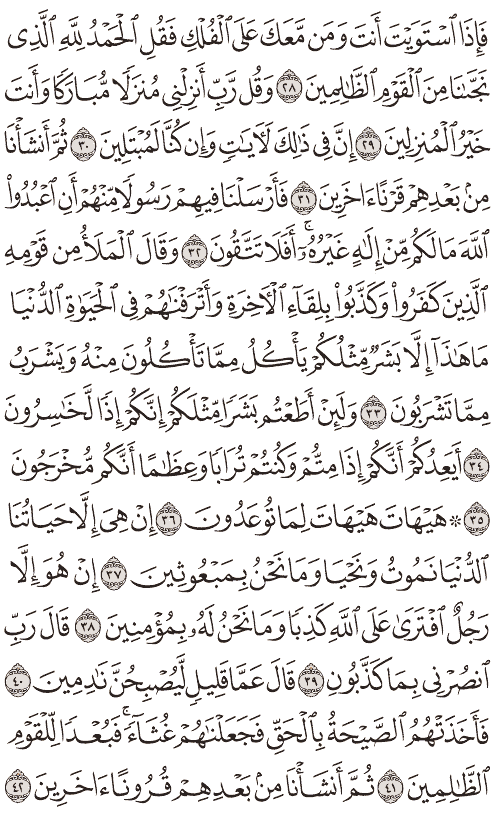 فَإِذَا ٱسْتَوَيْتَ أَنتَ وَمَن مَّعَكَ عَلَى ٱلْفُلْكِ فَقُلِ ٱلْحَمْدُ لِلَّهِ ٱلَّذِى
نَجَّىٰنَا مِنَ ٱلْقَوْمِ ٱلظَّٰلِمِينَ ٢٨ وَقُل رَّبِّ أَنزِلْنِى مُنزَلًا مُّبَارَكًا وَأَنتَ
خَيْرُ ٱلْمُنزِلِينَ ٢٩ إِنَّ فِى ذَٰلِكَ لَءَايَٰتٍ وَإِن كُنَّا لَمُبْتَلِينَ ٣٠ ثُمَّ أَنشَأْنَا
مِنۢ بَعْدِهِمْ قَرْنًا ءَاخَرِينَ ٣١ فَأَرْسَلْنَا فِيهِمْ رَسُولًا مِّنْهُمْ أَنِ ٱعْبُدُوا۟
ٱللَّهَ مَا لَكُم مِّنْ إِلَٰهٍ غَيْرُهُۥٓ ۚ أَفَلَا تَتَّقُونَ ٣٢ وَقَالَ ٱلْمَلَأُ مِن قَوْمِهِ
ٱلَّذِينَ كَفَرُوا۟ وَكَذَّبُوا۟ بِلِقَآءِ ٱلْءَاخِرَةِ وَأَتْرَفْنَٰهُمْ فِى ٱلْحَيَوٰةِ ٱلدُّنْيَا
مَا هَٰذَآ إِلَّا بَشَرٌ مِّثْلُكُمْ يَأْكُلُ مِمَّا تَأْكُلُونَ مِنْهُ وَيَشْرَبُ
مِمَّا تَشْرَبُونَ ٣٣ وَلَئِنْ أَطَعْتُم بَشَرًا مِّثْلَكُمْ إِنَّكُمْ إِذًا لَّخَٰسِرُونَ
٣٤ أَيَعِدُكُمْ أَنَّكُمْ إِذَا مِتُّمْ وَكُنتُمْ تُرَابًا وَعِظَٰمًا أَنَّكُم مُّخْرَجُونَ
٣٥ * هَيْهَاتَ هَيْهَاتَ لِمَا تُوعَدُونَ ٣٦ إِنْ هِىَ إِلَّا حَيَاتُنَا
ٱلدُّنْيَا نَمُوتُ وَنَحْيَا وَمَا نَحْنُ بِمَبْعُوثِينَ ٣٧ إِنْ هُوَ إِلَّا
رَجُلٌ ٱفْتَرَىٰ عَلَى ٱللَّهِ كَذِبًا وَمَا نَحْنُ لَهُۥ بِمُؤْمِنِينَ ٣٨ قَالَ رَبِّ
ٱنصُرْنِى بِمَا كَذَّبُونِ ٣٩ قَالَ عَمَّا قَلِيلٍ لَّيُصْبِحُنَّ نَٰدِمِينَ ٤٠
فَأَخَذَتْهُمُ ٱلصَّيْحَةُ بِٱلْحَقِّ فَجَعَلْنَٰهُمْ غُثَآءً ۚ فَبُعْدًا لِّلْقَوْمِ
ٱلظَّٰلِمِينَ ٤١ ثُمَّ أَنشَأْنَا مِنۢ بَعْدِهِمْ قُرُونًا ءَاخَرِينَ ٤٢